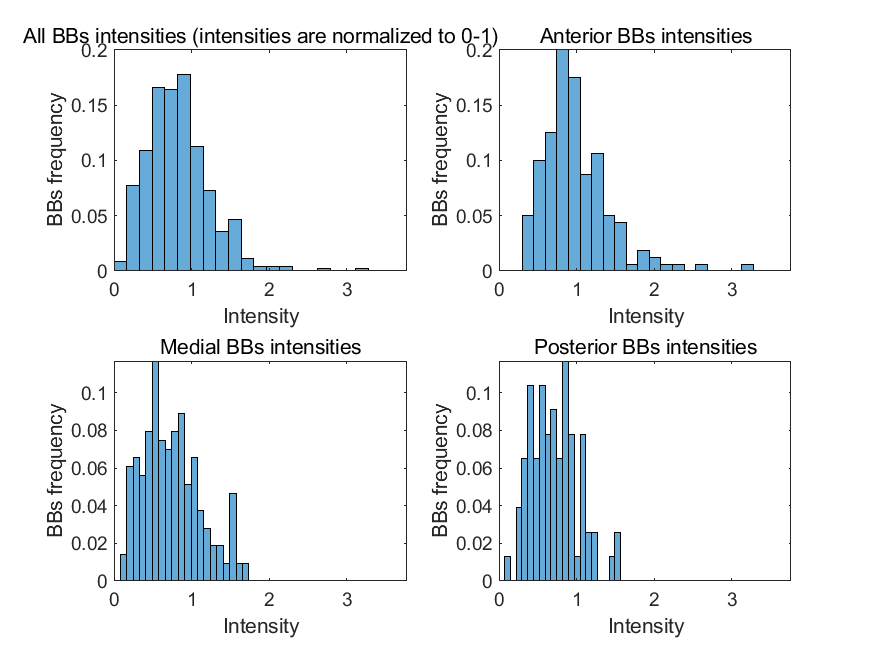 All BBs intensities (intensities are normalized to 0-1)
0.2
0.15
0.1
0.05
0
BBs frequency
0 1 2 3
Intensity
Anterior BBs intensities
0.2
0.15
0.1
0.05
0
BBs frequency
0 1 2 3
Intensity
Medial BBs intensities
0.1
0.08
0.06
0.04
0.02
0
BBs frequency
0 1 2 3
Intensity
Posterior BBs intensities
0.1
0.08
0.06
0.04
0.02
0
BBs frequency
0 1 2 3
Intensity